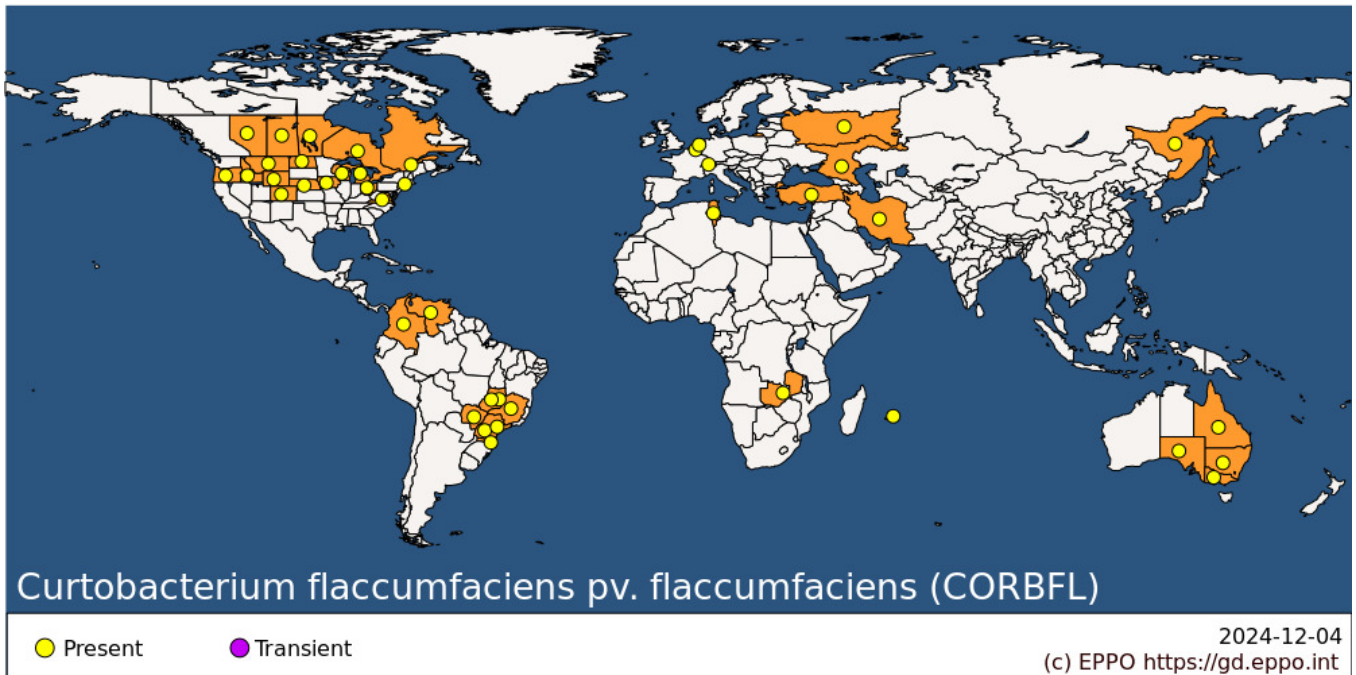 Curtobacterium flaccumfaciens pv. flaccumfaciens (CORBFL)
Present
Transient
2024-12-04
(c) EPPO https://gd.eppo.int